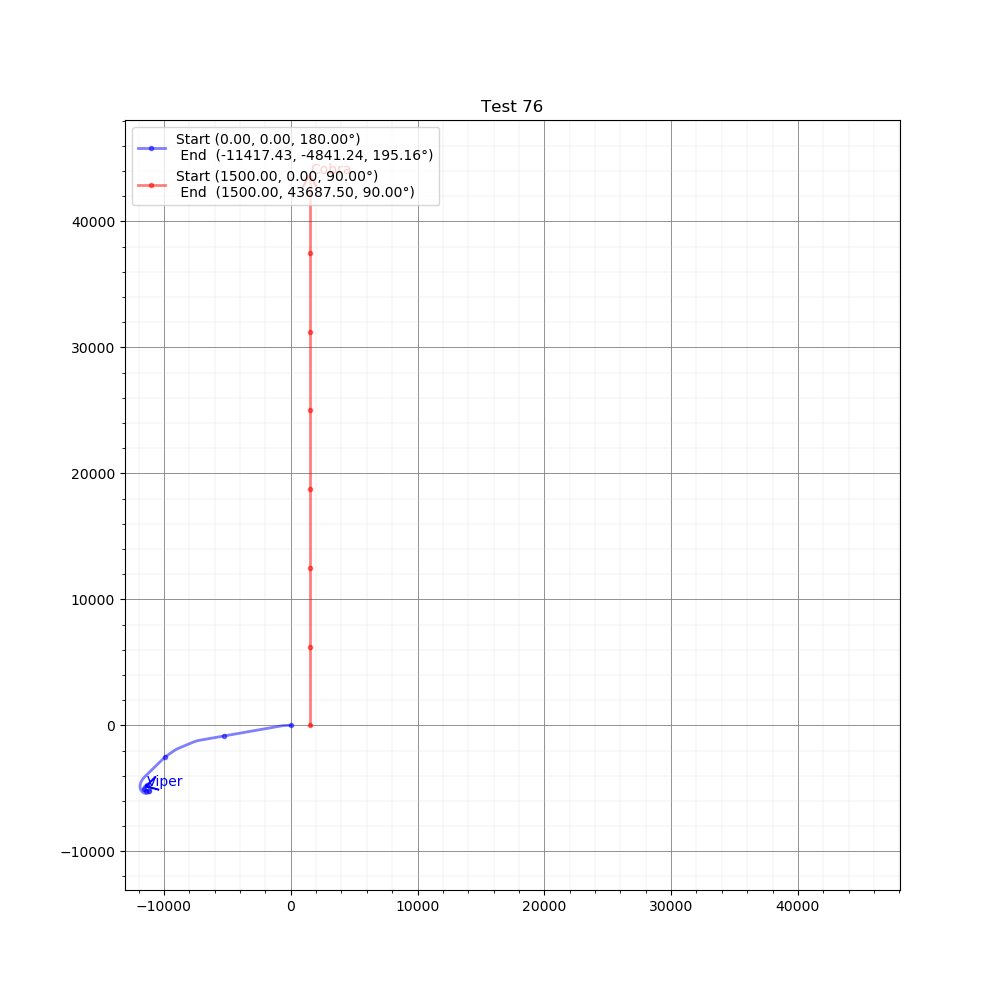 Test 76
Start (0.00, 0.00, 180.00°)
End (-11417.43, -4841.24, 195.16°)
Cobra
Start (1500.00, 0.00, 90.00°)
End (1500.00, 43687.50, 90.00°)
40000
30000
20000
10000
0
Viper
−10000
−10000 0 10000 20000 30000 40000